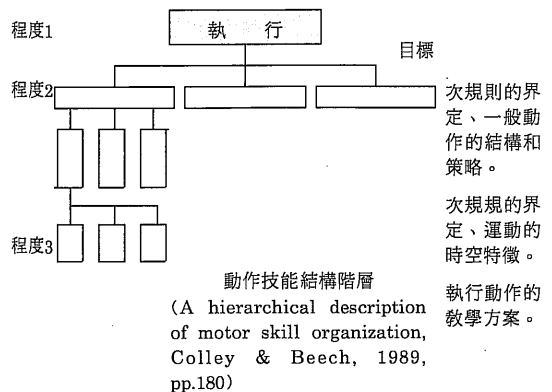 程度1
執 行
目標
程度2
次規則的界
定、一般動
作的結構和
策略。
次規規的界
定、運動的
時空特徵。
程度3
執行動作的
教學方案。
動作技能結構階層
(A hierarchical description
of motor skill organization,
Colley & Beech, 1989,
pp.180)